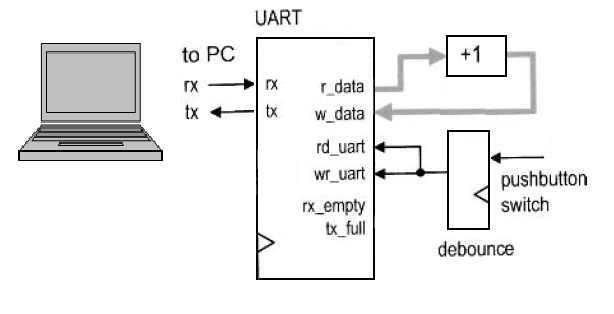 UART
to PC
rx
tx
rx
tx
r_data
w_data
rd_uart
wr_uart
rx_empty
tx_full
+1
pushbutton
switch
debounce